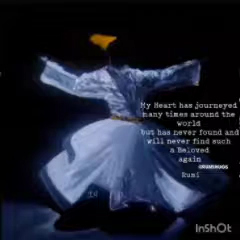 My Heart has journeyed
many times around the
world
but has never found and
will never find such
a Beloved
again
@RUMIINUGS
Rumi
InShOt